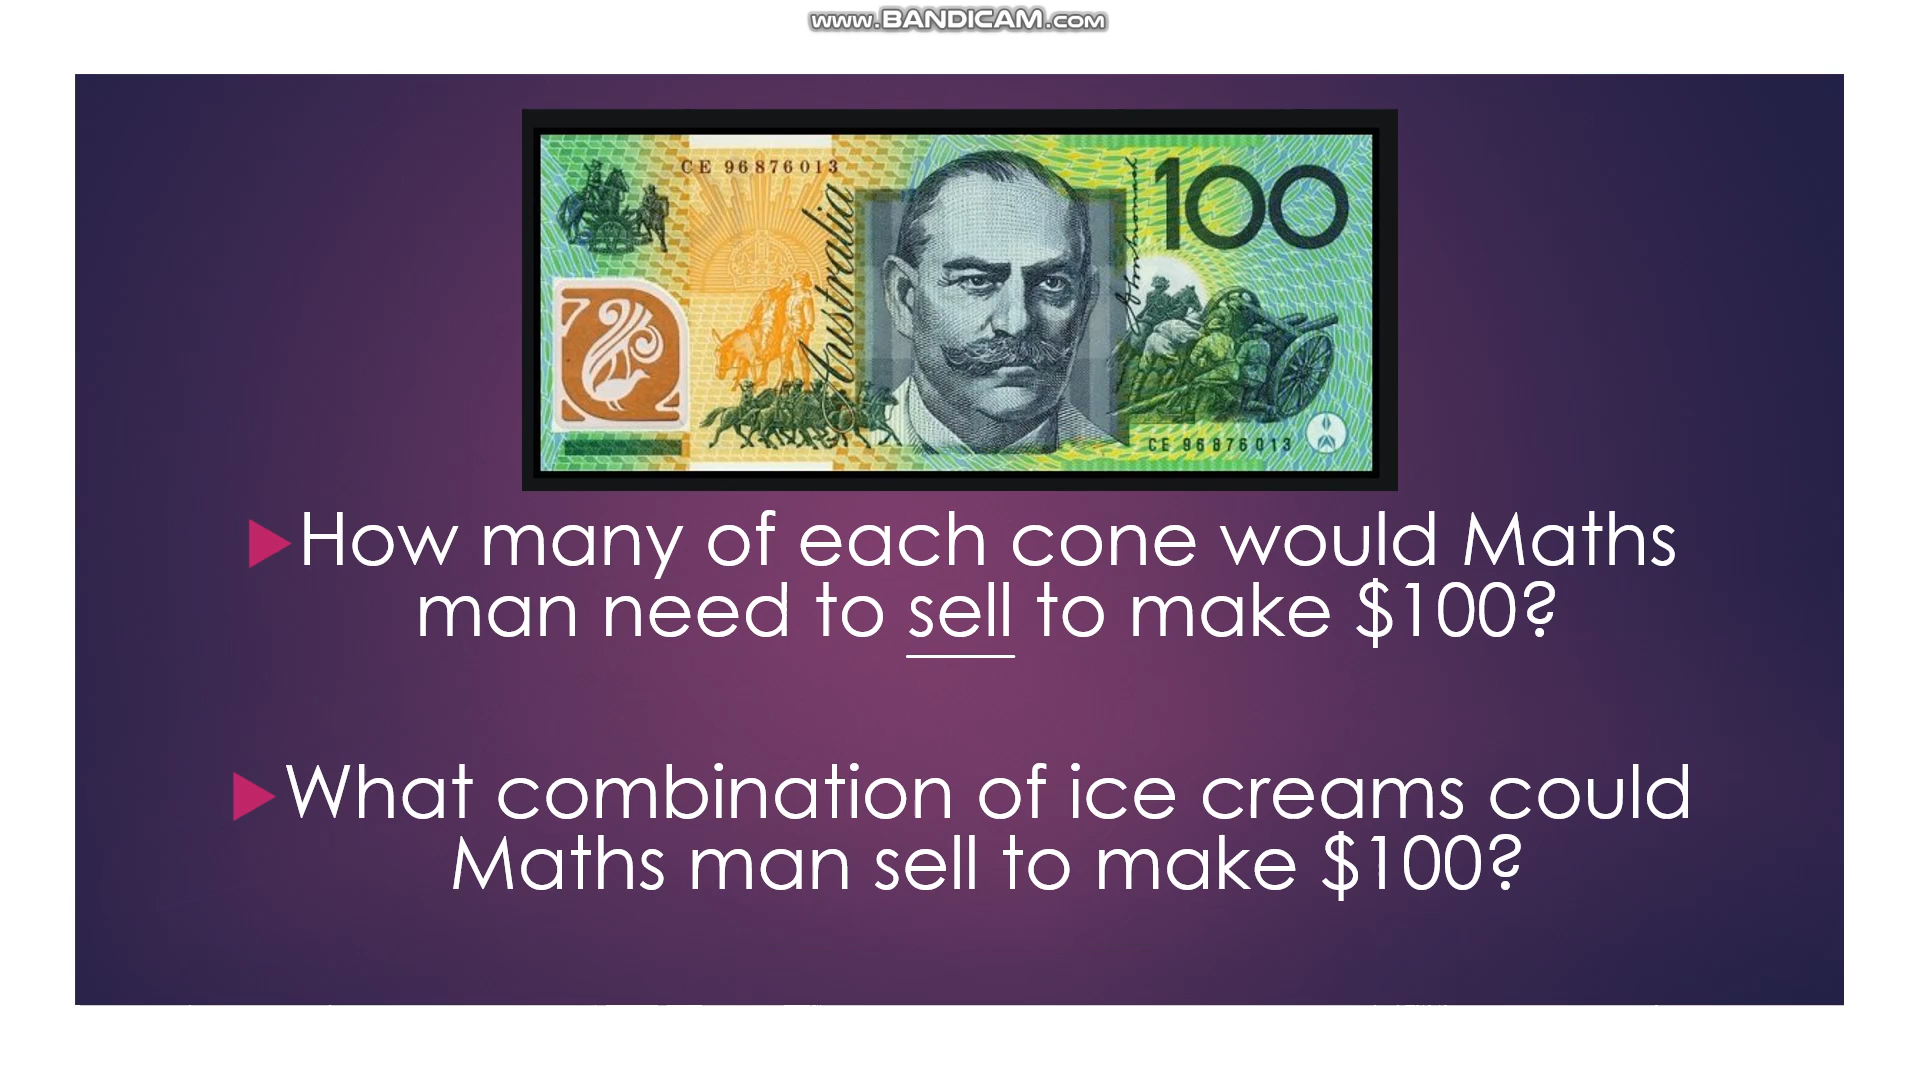 www.BANDICAM.com
CE 96876013
100
Australia
CE 96876013
How many of each cone would Maths
man need to sell to make $100?
What combination of ice creams could
Maths man sell to make $100?